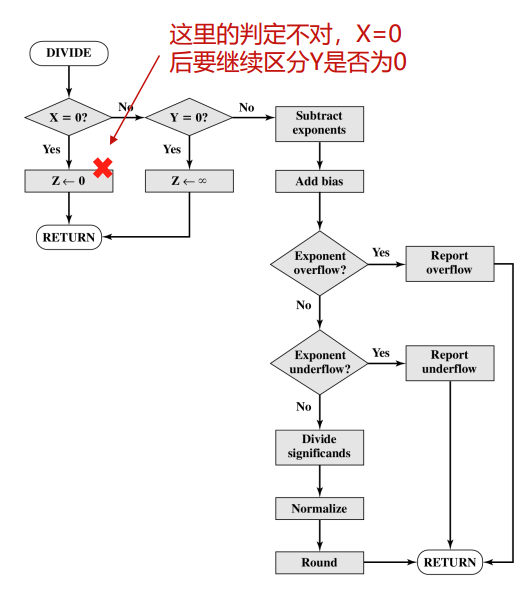 这里的判定不对，X=0
后要继续区分Y是否为0
DIVIDE
X = 0?
No
Y = 0?
No
Subtract
exponents
Yes
Yes
Z ← 0
Z ← ∞
Add bias
RETURN
Exponent
overflow?
Yes
Report
overflow
No
Exponent
underflow?
Yes
Report
underflow
No
Divide
significands
Normalize
Round
RETURN